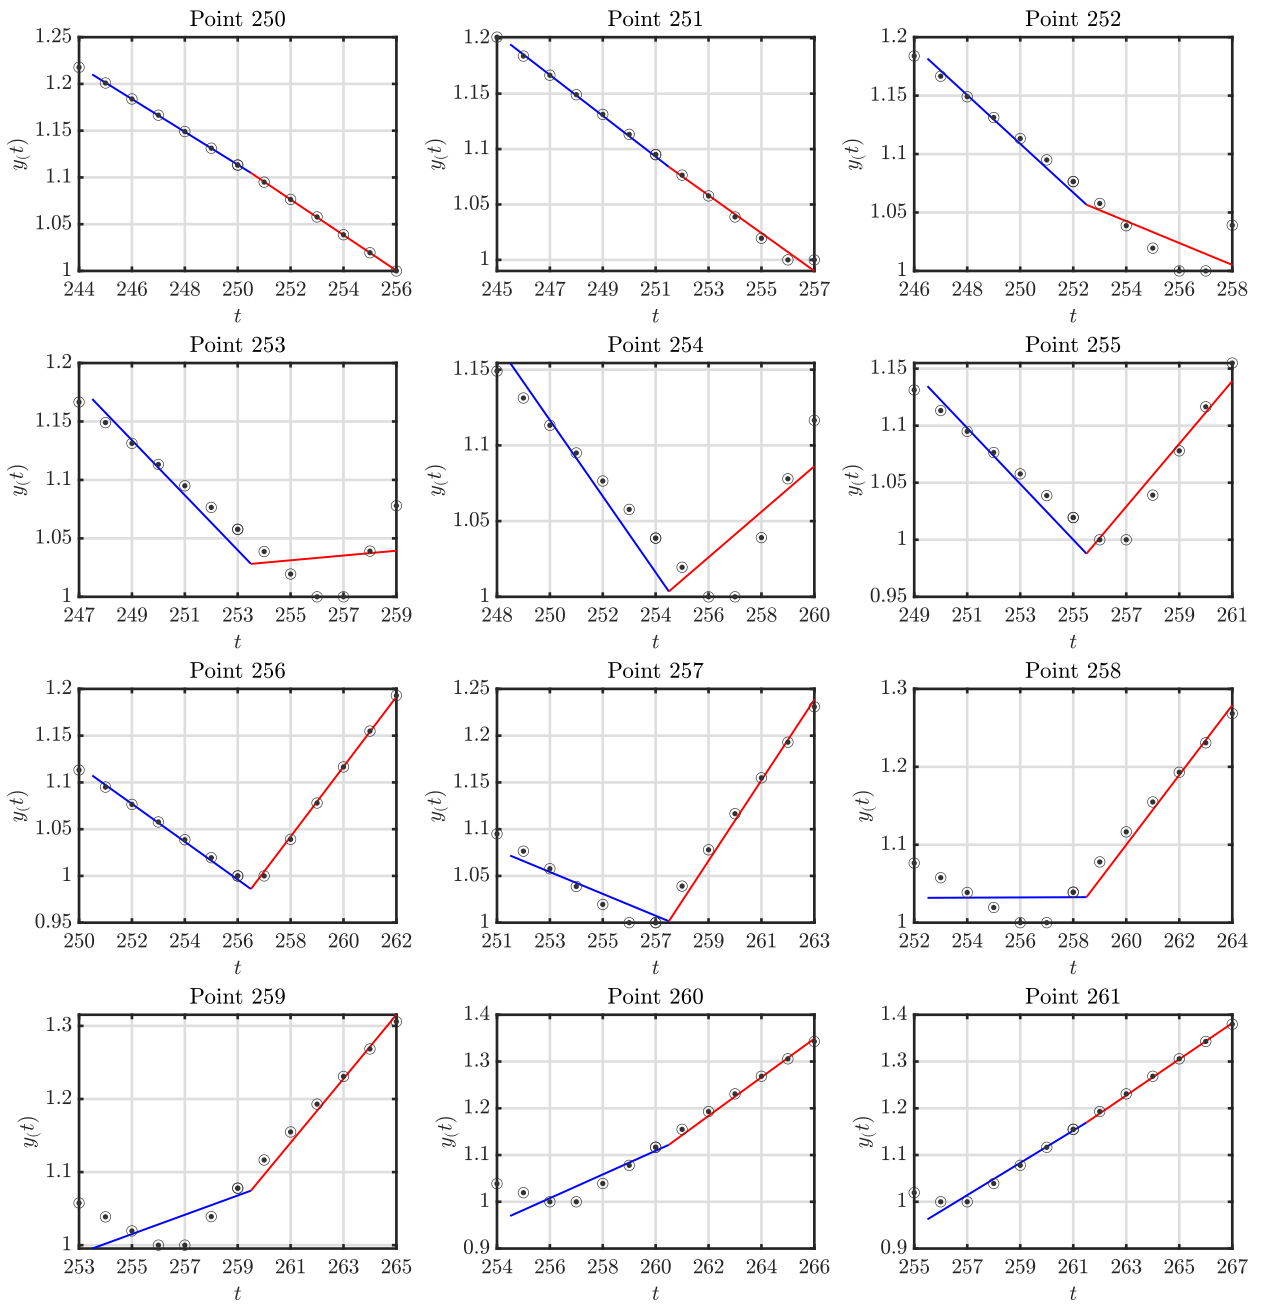 Point 250
1.25
1.2
1.15
1.1
1.05
1
y(t)
244 246 248 250 252 254 256
t
Point 251
1.2
1.15
1.1
1.05
1
y(t)
245 247 249 251 253 255 257
t
Point 252
1.2
1.15
1.1
1.05
1
y(t)
246 248 250 252 254 256 258
t
Point 253
1.2
1.15
1.1
1.05
1
y(t)
247 249 251 253 255 257 259
t
Point 254
1.15
1.1
1.05
1
y(t)
248 250 252 254 256 258 260
t
Point 255
1.15
1.1
1.05
1
0.95
y(t)
249 251 253 255 257 259 261
t
Point 256
1.2
1.15
1.1
1.05
1
0.95
y(t)
250 252 254 256 258 260 262
t
Point 257
1.25
1.2
1.15
1.1
1.05
1
y(t)
251 253 255 257 259 261 263
t
Point 258
1.3
1.2
1.1
1
y(t)
252 254 256 258 260 262 264
t
Point 259
1.3
1.2
1.1
1
y(t)
253 255 257 259 261 263 265
t
Point 260
1.4
1.3
1.2
1.1
1
0.9
y(t)
254 256 258 260 262 264 266
t
Point 261
1.4
1.3
1.2
1.1
1
0.9
y(t)
255 257 259 261 263 265 267
t